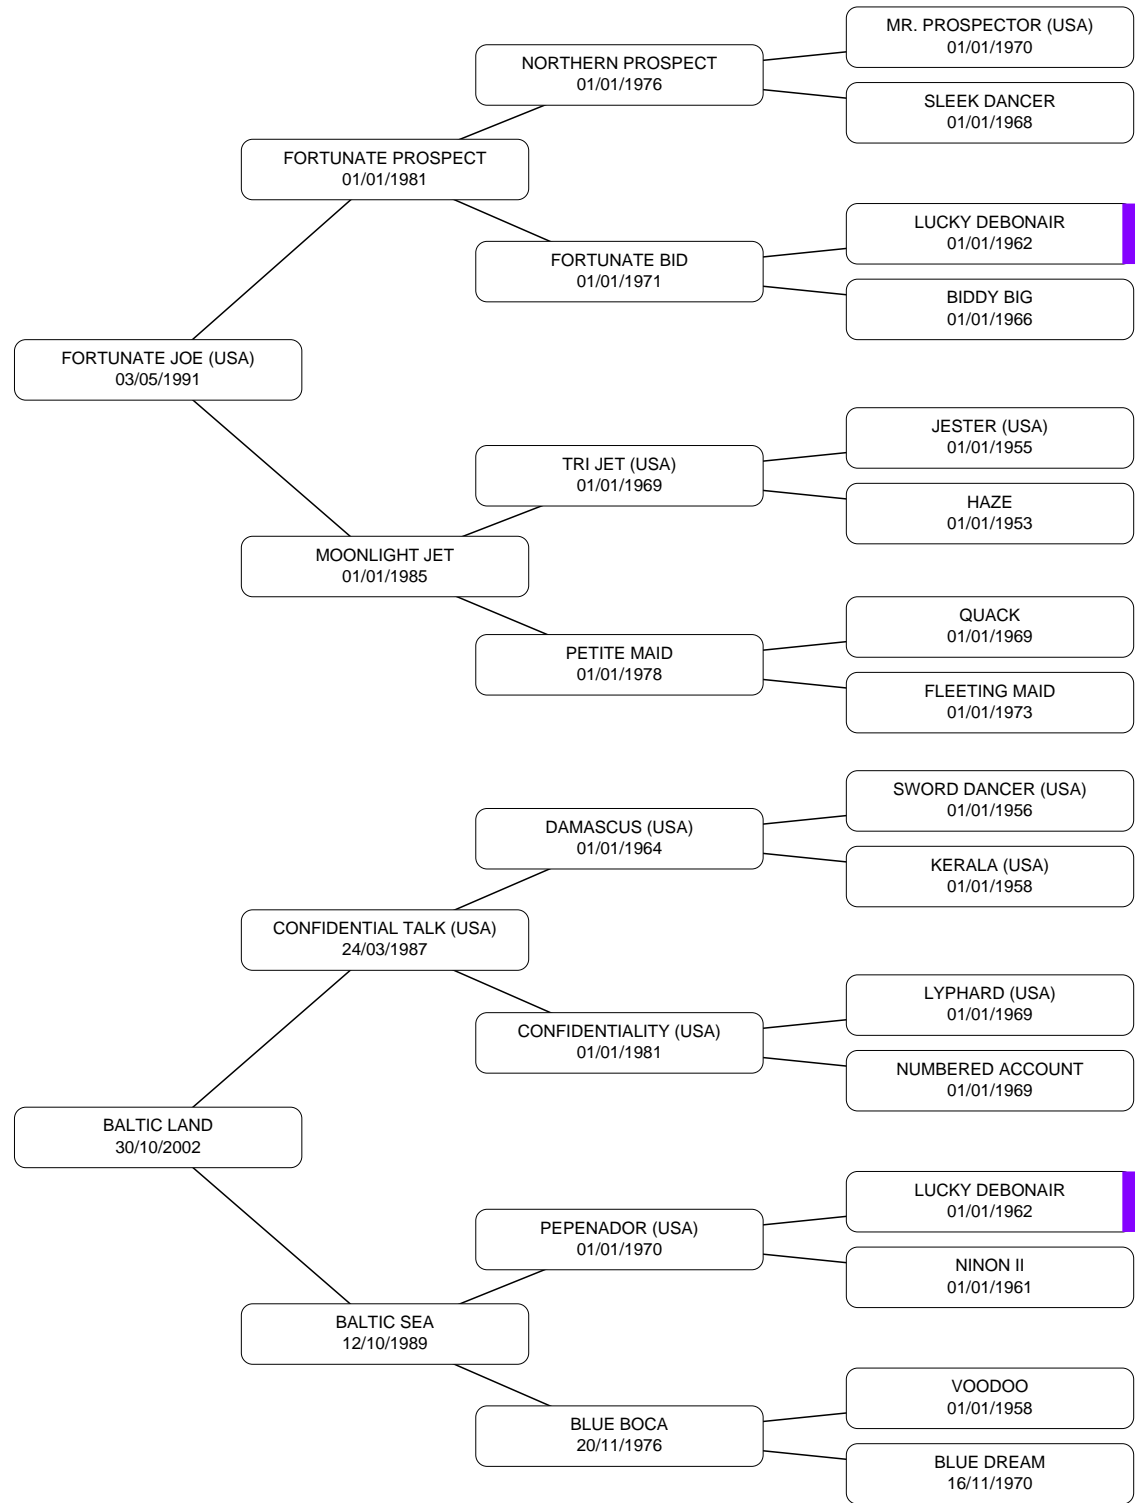 MR. PROSPECTOR (USA)
01/01/1970
NORTHERN PROSPECT
01/01/1976
SLEEK DANCER
01/01/1968
FORTUNATE PROSPECT
01/01/1981
LUCKY DEBONAIR
01/01/1962
FORTUNATE BID
01/01/1971
BIDDY BIG
01/01/1966
FORTUNATE JOE (USA)
03/05/1991
JESTER (USA)
01/01/1955
TRI JET (USA)
01/01/1969
HAZE
01/01/1953
MOONLIGHT JET
01/01/1985
QUACK
01/01/1969
PETITE MAID
01/01/1978
FLEETING MAID
01/01/1973
SWORD DANCER (USA)
01/01/1956
DAMASCUS (USA)
01/01/1964
KERALA (USA)
01/01/1958
CONFIDENTIAL TALK (USA)
24/03/1987
LYPHARD (USA)
01/01/1969
CONFIDENTIALITY (USA)
01/01/1981
NUMBERED ACCOUNT
01/01/1969
BALTIC LAND
30/10/2002
LUCKY DEBONAIR
01/01/1962
PEPENADOR (USA)
01/01/1970
NINON II
01/01/1961
BALTIC SEA
12/10/1989
VOODOO
01/01/1958
BLUE BOCA
20/11/1976
BLUE DREAM
16/11/1970